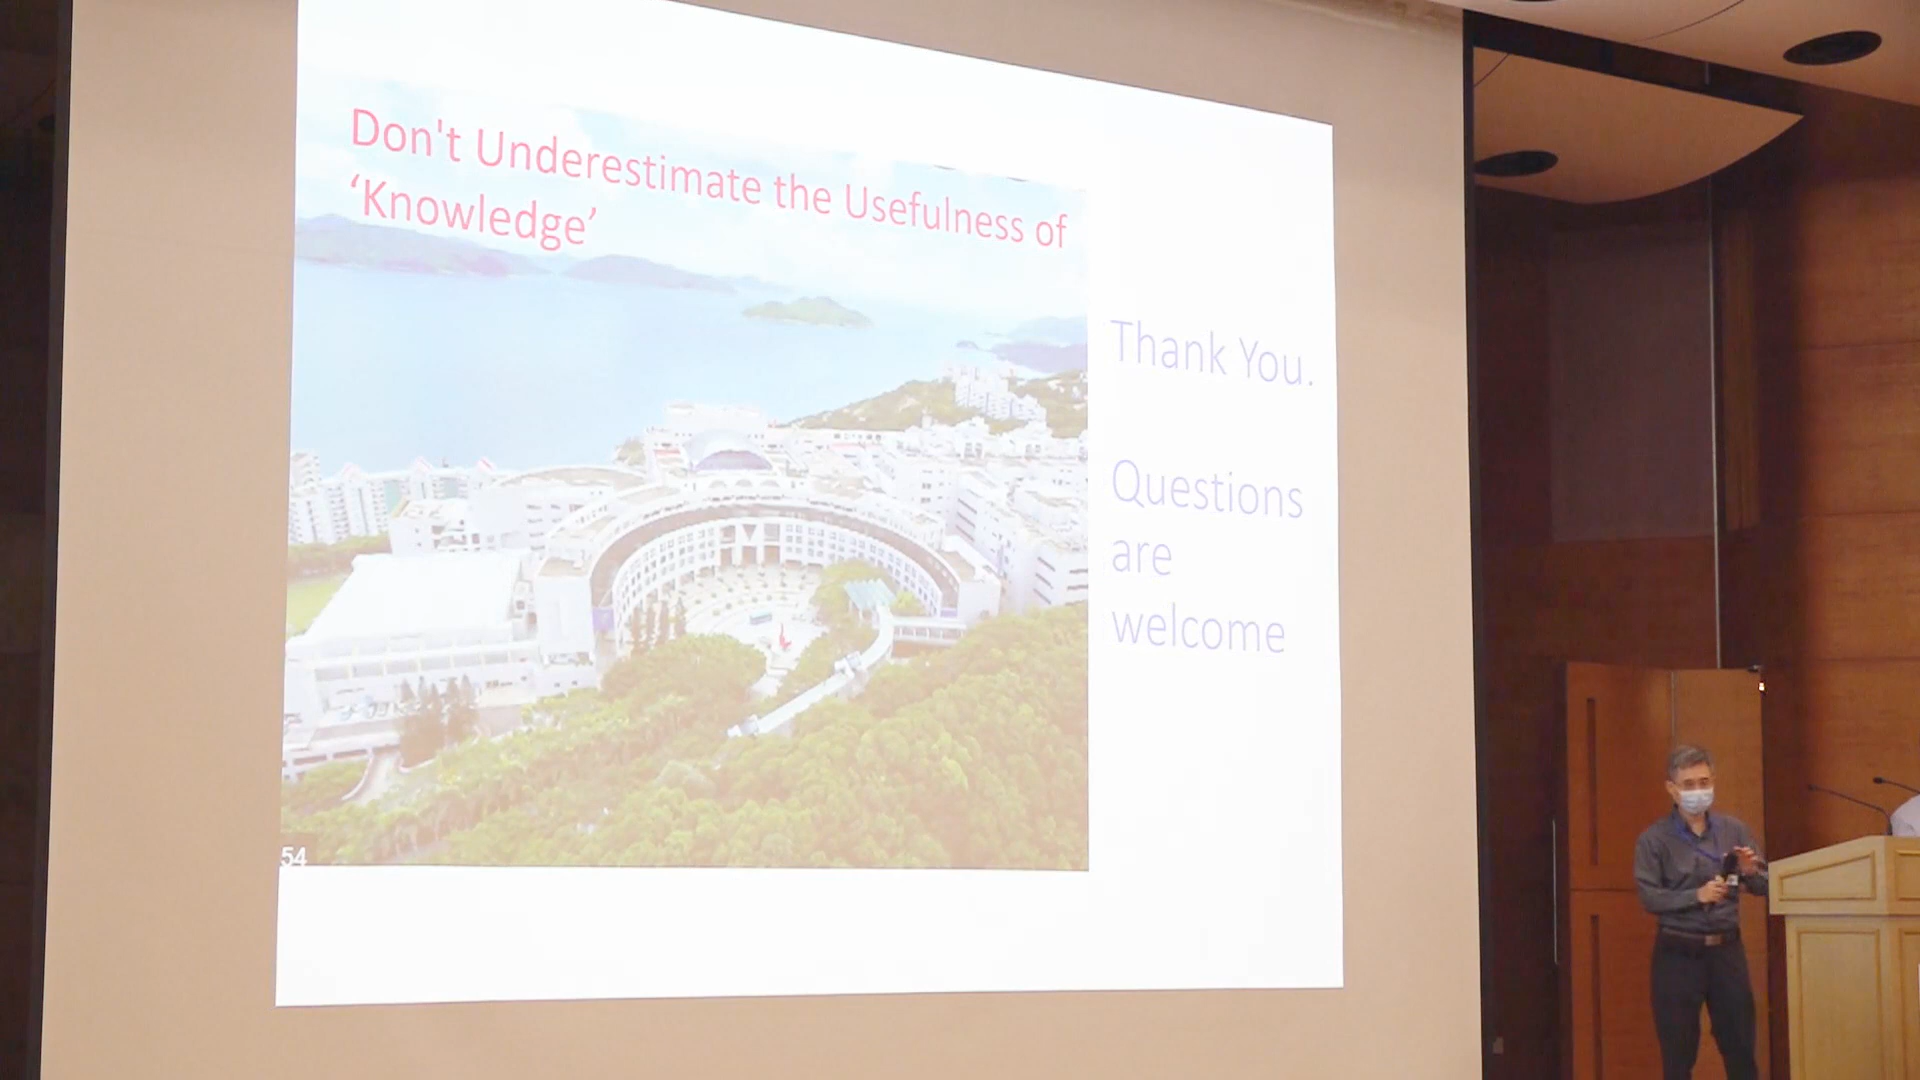 Don't Underestimate the Usefulness of
‘Knowledge’
Thank You.
Questions
are
welcome
54